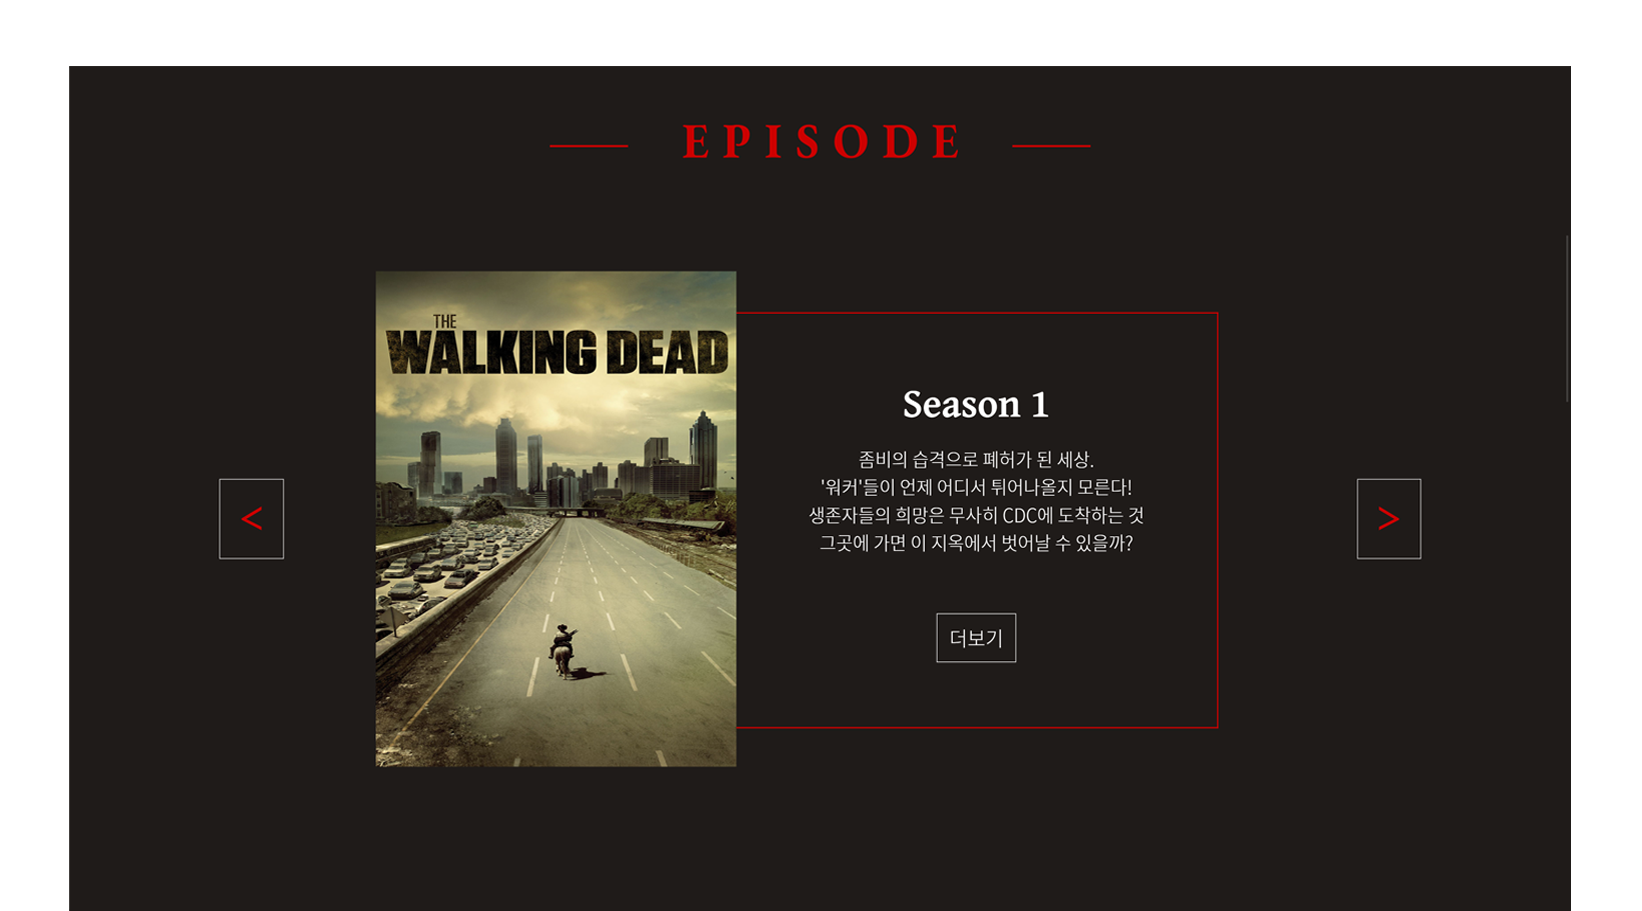 EPISODE
THE
WALKING DEAD
Season 1
좀비의 습격으로 폐허가 된 세상.
'워커'들이 언제 어디서 튀어나올지 모른다!
생존자들의 희망은 무사히 CDC에 도착하는 것
그곳에 가면 이 지옥에서 벗어날 수 있을까?
<
>
더보기